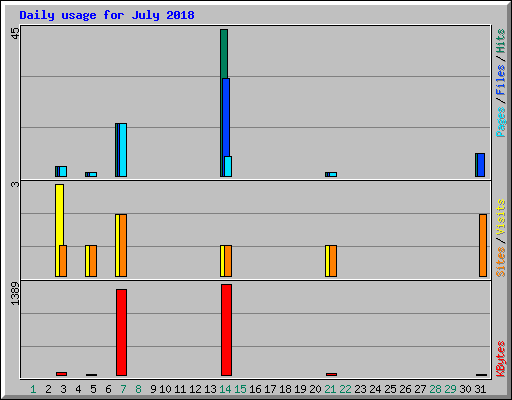 Daily usage for July 2018
45
Pages/Files/Hits
3
Sites/Visits
1389
KBytes
1 2 3 4 5 6 7 8 9 10 11 12 13 14 15 16 17 18 19 20 21 22 23 24 25 26 27 28 29 30 31